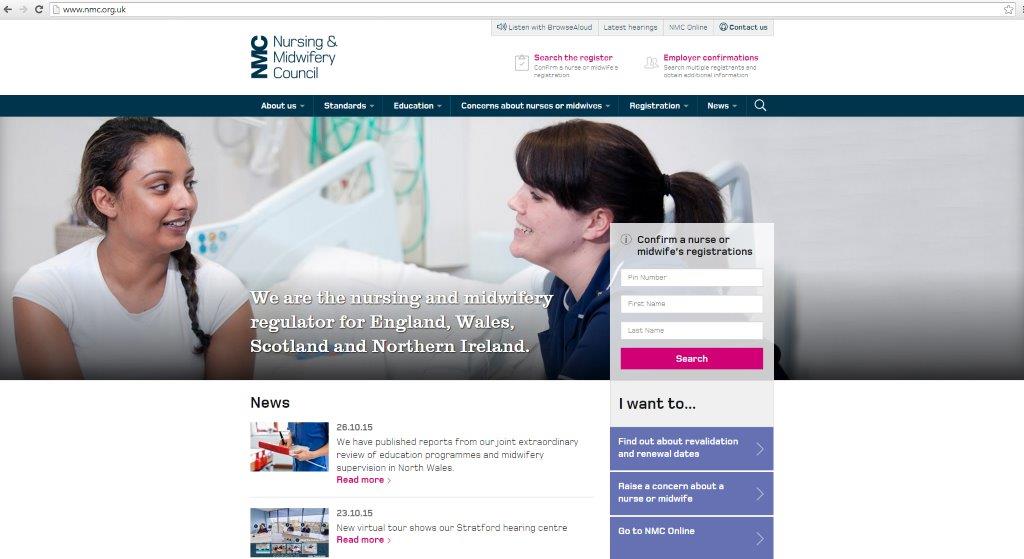 www.nmc.org.uk
Listen with BrowseAloud
Latest hearings
NMC Online
Contact us
NMC
Nursing &
Midwifery
Council
Search the register
Confirm a nurse or midwife's
registration
Employer confirmations
Search multiple registrants and
obtain additional information
About us
Standards
Education
Concerns about nurses or midwives
Registration
News
We are the nursing and midwifery
regulator for England, Wales,
Scotland and Northern Ireland.
Confirm a nurse or
midwife's registrations
Pin Number
First Name
Last Name
Search
News
26.10.15
We have published reports from our joint extraordinary
review of education programmes and midwifery
supervision in North Wales.
Read more
23.10.15
New virtual tour shows our Stratford hearing centre
Read more
I want to...
Find out about revalidation
and renewal dates
Raise a concern about a
nurse or midwife
Go to NMC Online